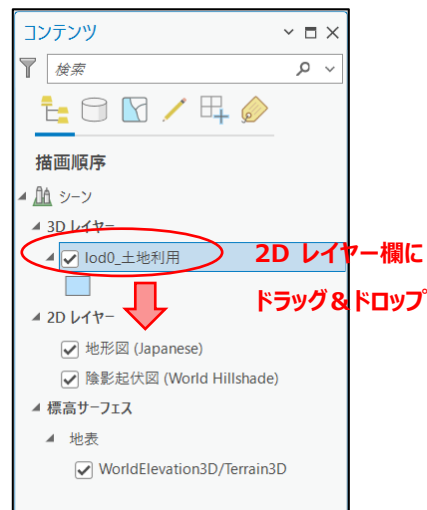 コンテンツ
検索
描画順序
シーン
3D レイヤー
lod0_土地利用
2D レイヤー欄に
ドラッグ＆ドロップ
2D レイヤー
地形図 (Japanese)
陰影起伏図 (World Hillshade)
標高サーフェス
地表
WorldElevation3D/Terrain3D